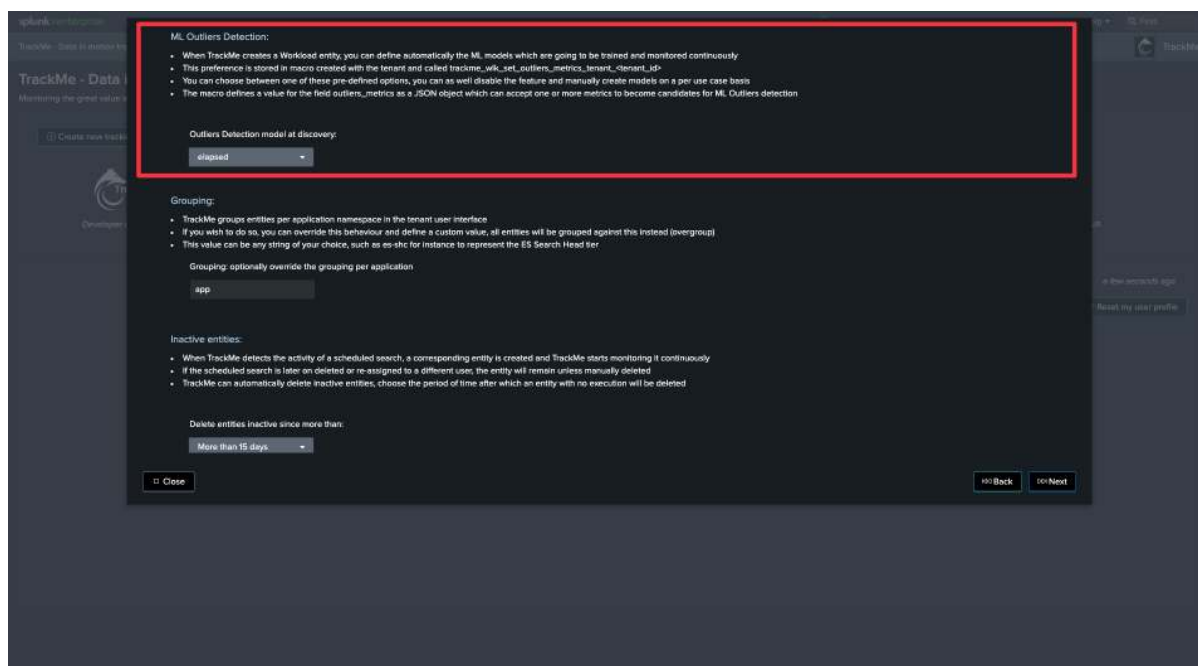 splunk>enterprise
Find
TrackMe
TrackMe - Data i
Create new track
ML Outliers Detection:
When TrackMe creates a Workload entity, you can define automatically the ML models which are going to be trained and monitored continuously
This preference is stored in macro created with the tenant and called trackme_wlk_set_outliers_metrics_tenant_<tenant_id>
You can choose between one of these pre-defined options, you can as well disable the feature and manually create models on a per use case basis
The macro defines a value for the field outliers_metrics as a JSON object which can accept one or more metrics to become candidates for ML Outliers detection
Outliers Detection model at discovery:
elapsed
Grouping:
TrackMe groups entities per application namespace in the tenant user interface
If you wish to do so, you can override this behaviour and define a custom value, all entities will be grouped against this instead (overgroup)
This value can be any string of your choice, such as es-shc for instance to represent the ES Search Head tier
Grouping: optionally override the grouping per application
app
a few seconds ago
Reset my user profile
Inactive entities:
When TrackMe detects the activity of a scheduled search, a corresponding entity is created and TrackMe starts monitoring it continuously
If the scheduled search is later on deleted or re-assigned to a different user, the entity will remain unless manually deleted
TrackMe can automatically delete inactive entities, choose the period of time after which an entity with no execution will be deleted
Delete entities inactive since more than:
More than 15 days
Close
Back
Next